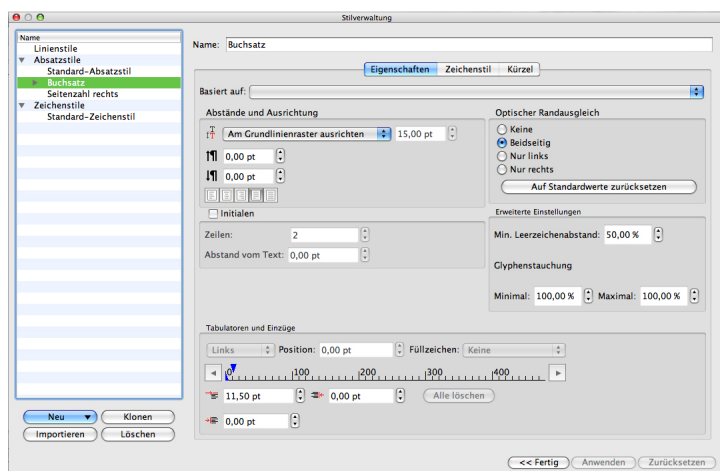 Stilverwaltung
Name
Linienstile
Absatzstile
Standard-Absatzstil
Buchsatz
Seitenzahl rechts
Zeichenstile
Standard-Zeichenstil
Neu
Klonen
Importieren
Löschen
Name: Buchsatz
Eigenschaften Zeichenstil Kürzel
Basiert auf:
Abstände und Ausrichtung
Am Grundlinienraster ausrichten 15,00 pt
0,00 pt
0,00 pt
Optischer Randausgleich
Keine
Beidseitig
Nur links
Nur rechts
Auf Standardwerte zurücksetzen
Initialen
Zeilen: 2
Abstand vom Text: 0,00 pt
Erweiterte Einstellungen
Min. Leerzeichenabstand: 50,00 %
Glyphenstauchung
Minimal: 100,00 % Maximal: 100,00 %
Tabulatoren und Einzüge
Links Position: 0,00 pt Füllzeichen: Keine
0 100 200 300 400
11,50 pt 0,00 pt Alle löschen
0,00 pt
<< Fertig Anwenden Zurücksetzen